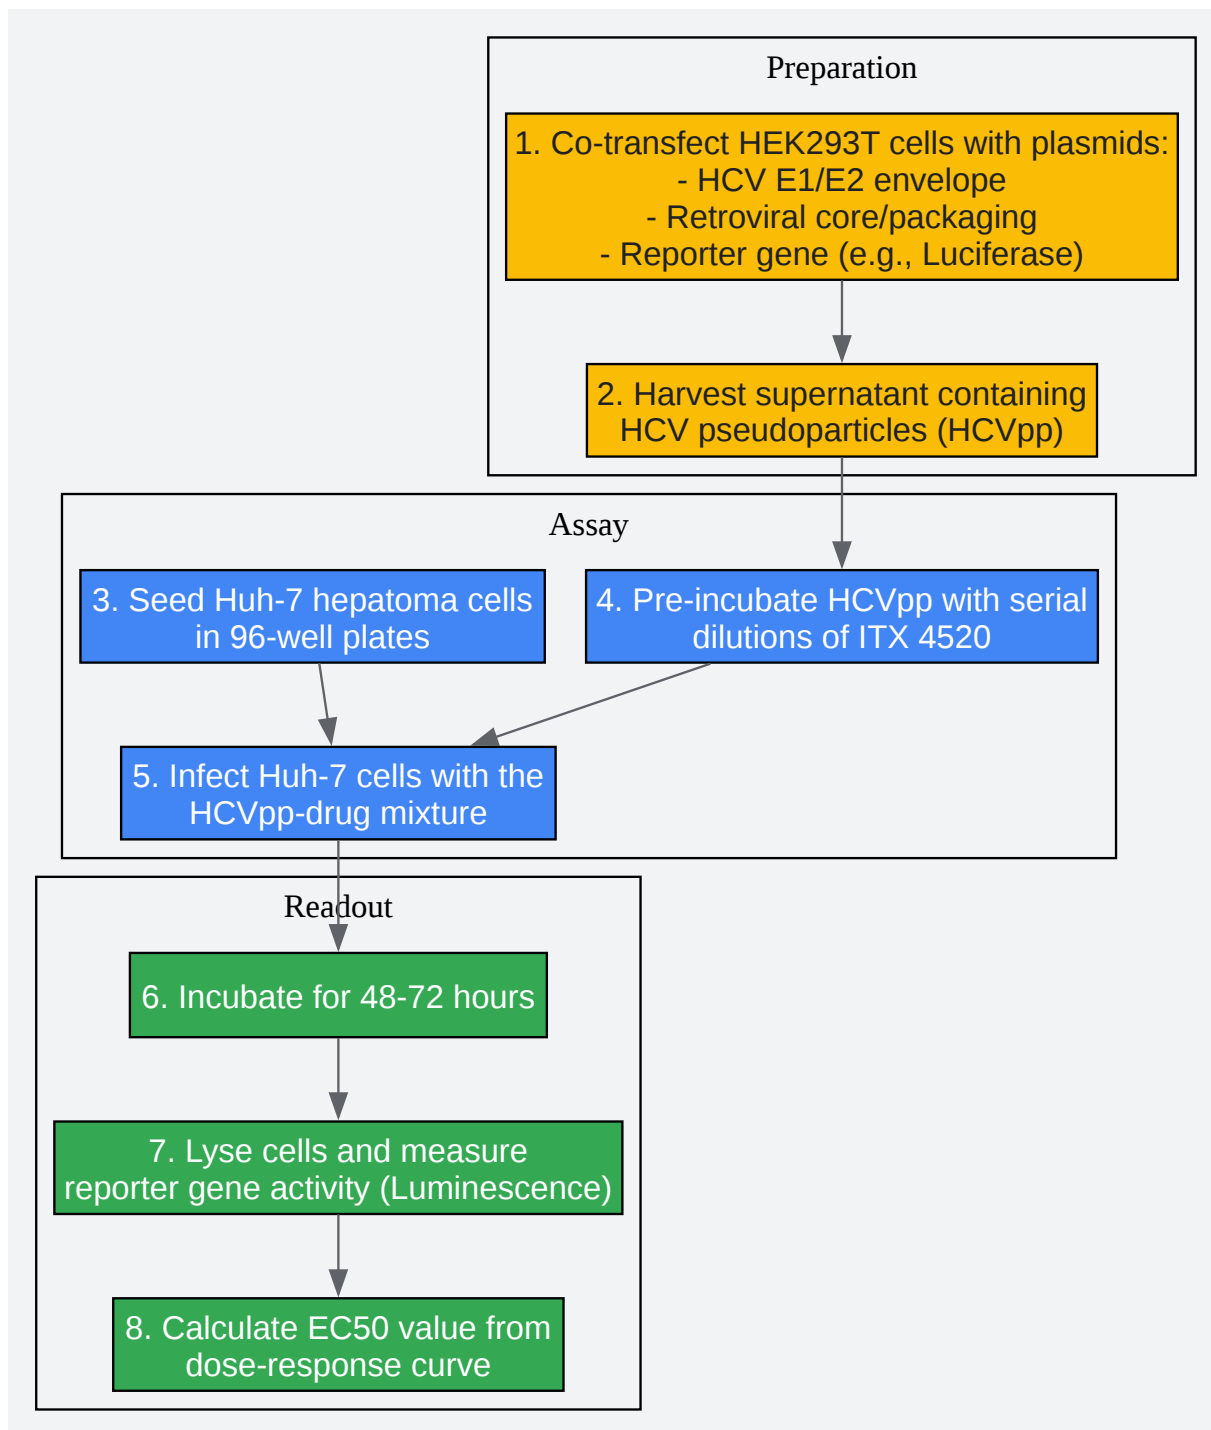 Preparation
1. Co-transfect HEK293T cells with plasmids:
- HCV E1/E2 envelope
- Retroviral core/packaging
- Reporter gene (e.g., Luciferase)
2. Harvest supernatant containing
HCV pseudoparticles (HCVpp)
Assay
3. Seed Huh-7 hepatoma cells
in 96-well plates
4. Pre-incubate HCVpp with serial
dilutions of ITX 4520
5. Infect Huh-7 cells with the
HCVpp-drug mixture
Readout
6. Incubate for 48-72 hours
7. Lyse cells and measure
reporter gene activity (Luminescence)
8. Calculate EC50 value from
dose-response curve